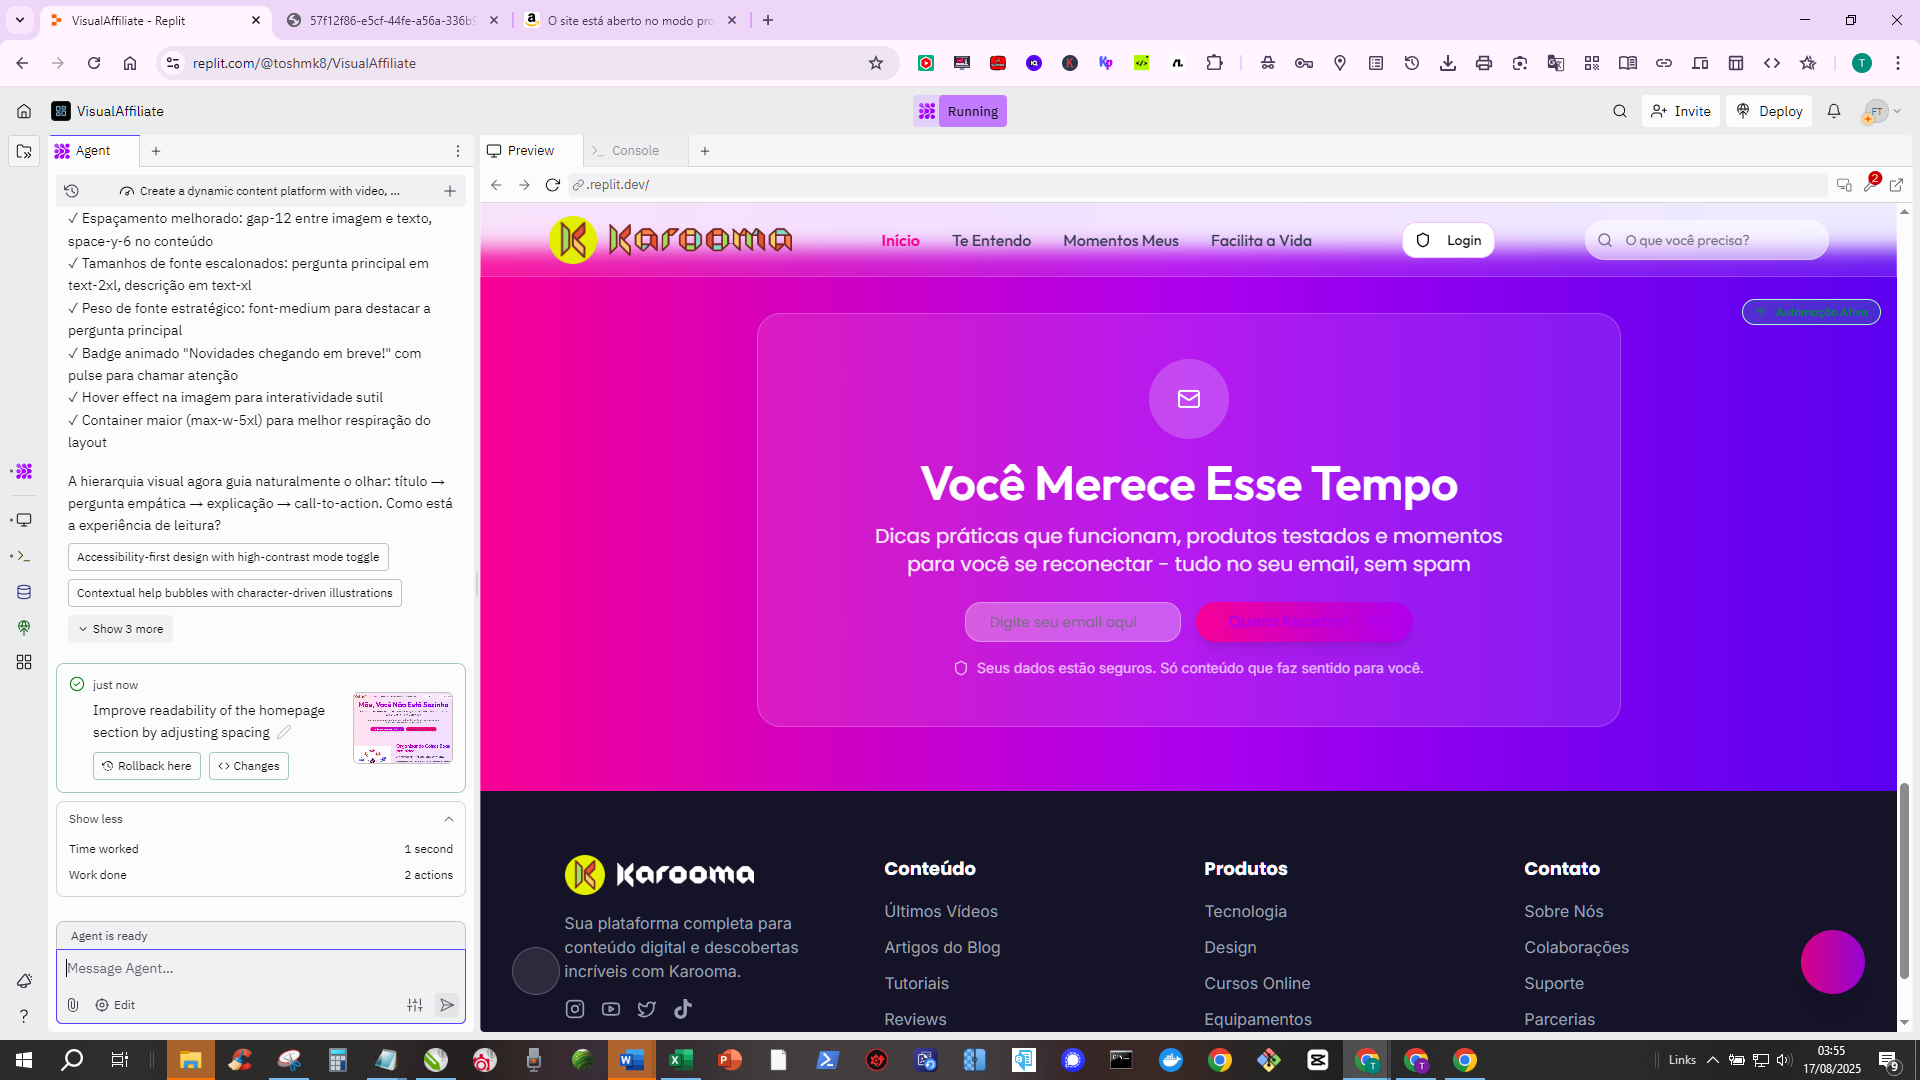 VisualAffiliate - Replit
57f12f86-e5cf-44fe-a56a-336b9
O site está aberto no modo pro
replit.com/@toshmk8/VisualAffiliate
T
VisualAffiliate
Running
Invite
Deploy
FT
Agent
Preview
Console
Create a dynamic content platform with video, ...
.replit.dev/
2
✓ Espaçamento melhorado: gap-12 entre imagem e texto,
space-y-6 no conteúdo
✓ Tamanhos de fonte escalonados: pergunta principal em
text-2xl, descrição em text-xl
✓ Peso de fonte estratégico: font-medium para destacar a
pergunta principal
✓ Badge animado "Novidades chegando em breve!" com
pulse para chamar atenção
✓ Hover effect na imagem para interatividade sutil
✓ Container maior (max-w-5xl) para melhor respiração do
layout
A hierarquia visual agora guia naturalmente o olhar: título →
pergunta empática → explicação → call-to-action. Como está
a experiência de leitura?
Accessibility-first design with high-contrast mode toggle
Contextual help bubbles with character-driven illustrations
Show 3 more
just now
Improve readability of the homepage
section by adjusting spacing
Mãe, Você Não Está Sozinha
Rollback here
Changes
Show less
Time worked
1 second
Work done
2 actions
Agent is ready
Message Agent...
Edit
Karooma
Início
Te Entendo
Momentos Meus
Facilita a Vida
Login
O que você precisa?
Automação Ativa
Você Merece Esse Tempo
Dicas práticas que funcionam, produtos testados e momentos
para você se reconectar - tudo no seu email, sem spam
Digite seu email aqui
Quero Receber
Seus dados estão seguros. Só conteúdo que faz sentido para você.
Karooma
Sua plataforma completa para
conteúdo digital e descobertas
incríveis com Karooma.
Conteúdo
Últimos Vídeos
Artigos do Blog
Tutoriais
Reviews
Produtos
Tecnologia
Design
Cursos Online
Equipamentos
Contato
Sobre Nós
Colaborações
Suporte
Parcerias
Links
03:55
17/08/2025
9